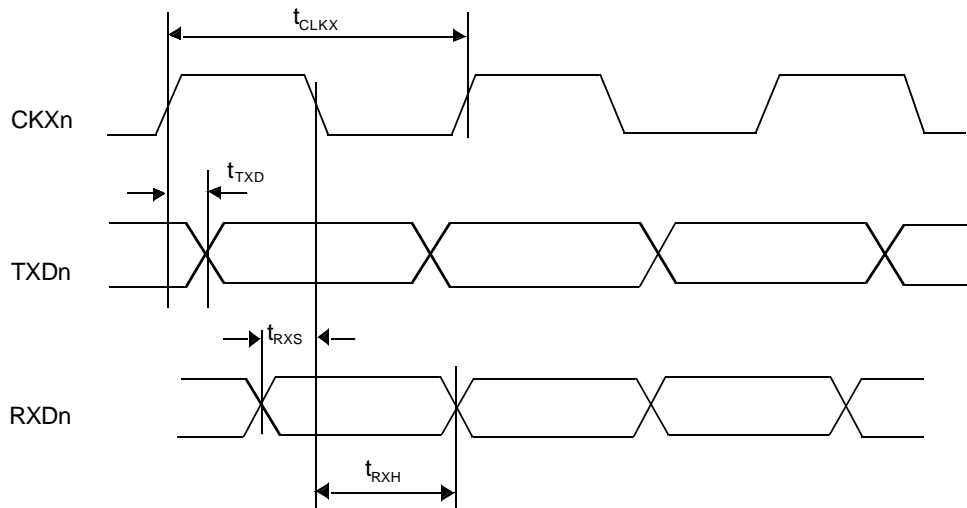 tCLKX
CKXn
tTXD
TXDn
tRXS
RXDn
tRXH